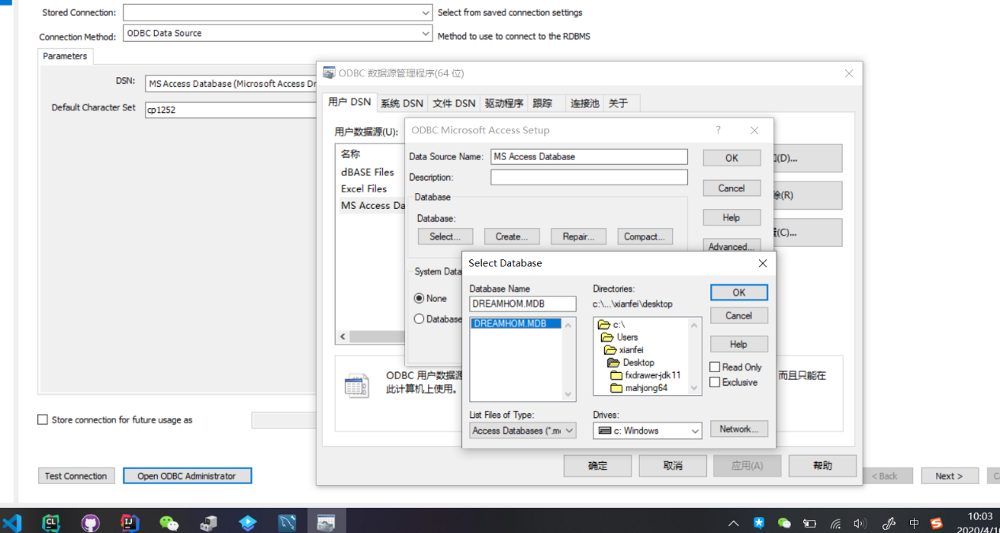 Stored Connection:
Select from saved connection settings
Connection Method:
ODBC Data Source
Method to use to connect to the RDBMS
Parameters
DSN:
MS Access Database (Microsoft Access Dr
Default Character Set
cp1252
ODBC 数据源管理程序(64 位)
用户 DSN
系统 DSN
文件 DSN
驱动程序
跟踪
连接池
关于
用户数据源(U):
名称
dBASE Files
Excel Files
MS Access Da
(D)...
除(R)
(C)...
ODBC Microsoft Access Setup
?
Data Source Name:
MS Access Database
OK
Description:
Cancel
Database
Database:
Help
Select...
Create...
Repair...
Compact...
Advanced...
System Data
None
Database
Select Database
Database Name
DREAMHOM.MDB
DREAMHOM.MDB
Directories:
c:\...\xianfei\desktop
c:\
Users
xianfei
Desktop
fxdrawer-jdk11
mahjong64
OK
Cancel
Help
Read Only
Exclusive
List Files of Type:
Access Databases (*.m
Drives:
c: Windows
Network...
ODBC 用户数据源
而且只能在
此计算机上使用。
Store connection for future usage as
确定
取消
应用(A)
帮助
Test Connection
Open ODBC Administrator
< Back
Next >
CL
IJ
中
10:03
2020/4/1